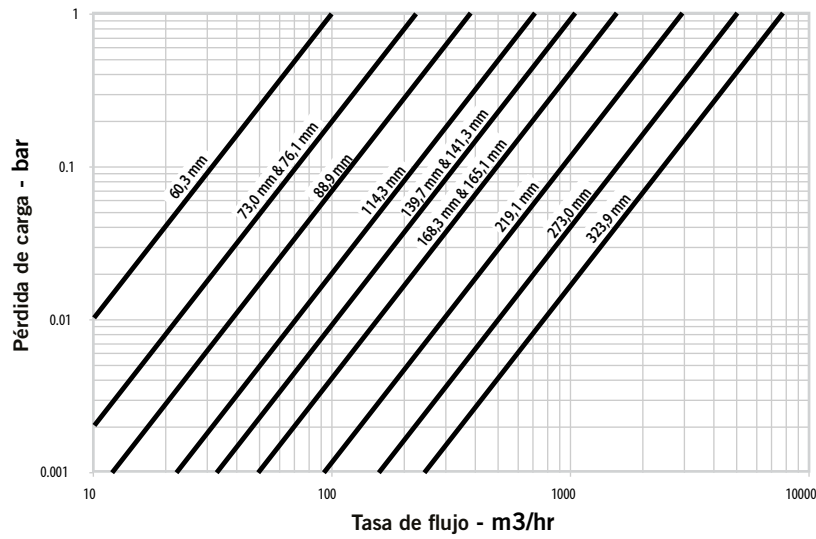 1
0.1
0.01
0.001
Pérdida de carga - bar
60,3 mm
73,0 mm & 76,1 mm
88,9 mm
114,3 mm
139,7 mm & 141,3 mm
168,3 mm & 165,1 mm
219,1 mm
273,0 mm
323,9 mm
10
100
1000
10000
Tasa de flujo - m3/hr